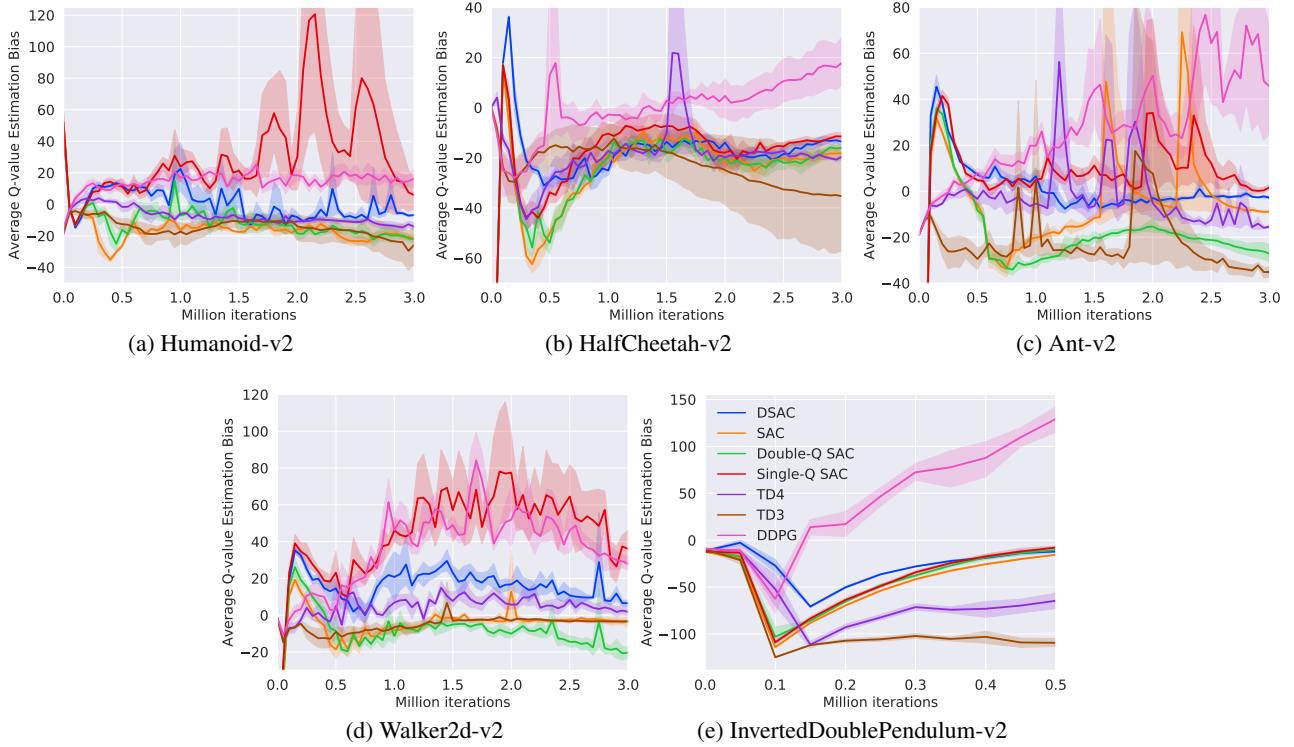 Average Q-value Estimation Bias
120
100
80
60
40
20
0
−20
−40
0.0 0.5 1.0 1.5 2.0 2.5 3.0
Million iterations
(a) Humanoid-v2
Average Q-value Estimation Bias
40
20
0
−20
−40
−60
0.0 0.5 1.0 1.5 2.0 2.5 3.0
Million iterations
(b) HalfCheetah-v2
Average Q-value Estimation Bias
80
60
40
20
0
−20
−40
0.0 0.5 1.0 1.5 2.0 2.5 3.0
Million iterations
(c) Ant-v2
Average Q-value Estimation Bias
120
100
80
60
40
20
0
−20
0.0 0.5 1.0 1.5 2.0 2.5 3.0
Million iterations
(d) Walker2d-v2
Average Q-value Estimation Bias
150
100
50
0
−50
−100
DSAC
SAC
Double-Q SAC
Single-Q SAC
TD4
TD3
DDPG
0.0 0.1 0.2 0.3 0.4 0.5
Million iterations
(e) InvertedDoublePendulum-v2